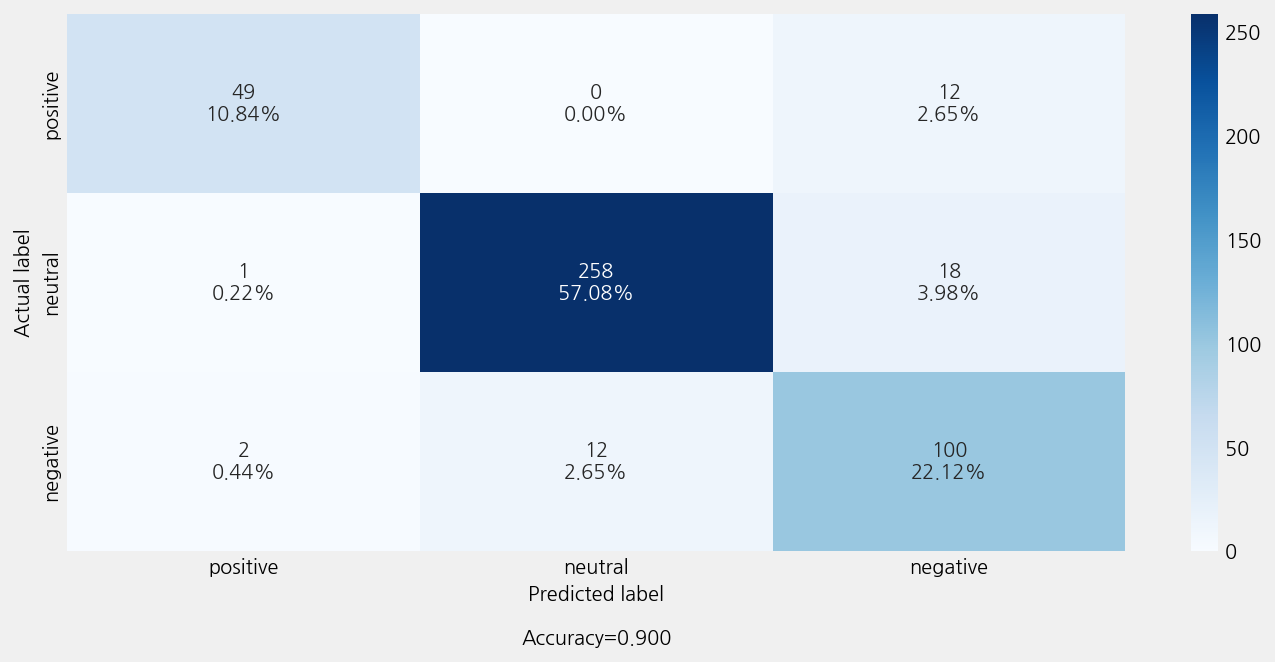 positive
49
10.84%
0
0.00%
12
2.65%
Actual label
neutral
1
0.22%
258
57.08%
18
3.98%
negative
2
0.44%
12
2.65%
100
22.12%
positive
neutral
negative
Predicted label
Accuracy=0.900
250
200
150
100
50
0